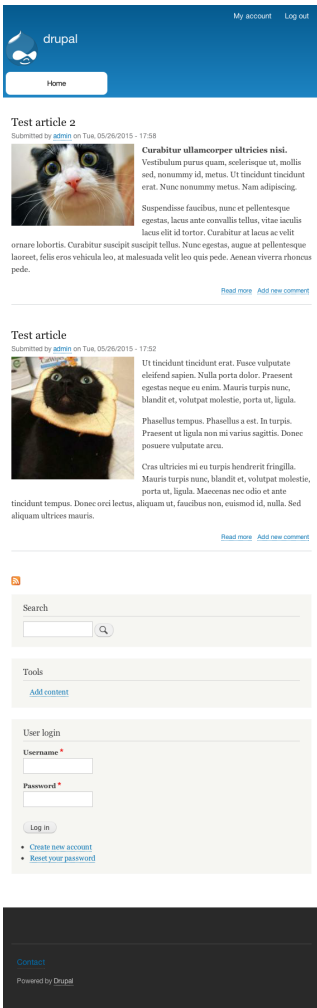 My account Log out
drupal
Home
Test article 2
Submitted by admin on Tue, 05/26/2015 - 17:58
Curabitur ullamcorper ultricies nisi.
Vestibulum purus quam, scelerisque ut, mollis
sed, nonummy id, metus. Ut tincidunt tincidunt
erat. Nunc nonummy metus. Nam adipiscing.
Suspendisse faucibus, nunc et pellentesque
egestas, lacus ante convallis tellus, vitae iaculis
lacus elit id tortor. Curabitur at lacus ac velit
ornare lobortis. Curabitur suscipit suscipit tellus. Nunc egestas, augue at pellentesque
laoreet, felis eros vehicula leo, at malesuada velit leo quis pede. Aenean viverra rhoncus
pede.
Read more Add new comment
Test article
Submitted by admin on Tue, 05/26/2015 - 17:52
Ut tincidunt tincidunt erat. Fusce vulputate
eleifend sapien. Nulla porta dolor. Praesent
egestas neque eu enim. Mauris turpis nunc,
blandit et, volutpat molestie, porta ut, ligula.
Phasellus tempus. Phasellus a est. In turpis.
Praesent ut ligula non mi varius sagittis. Donec
posuere vulputate arcu.
Cras ultricies mi eu turpis hendrerit fringilla.
Mauris turpis nunc, blandit et, volutpat molestie,
porta ut, ligula. Maecenas nec odio et ante
tincidunt tempus. Donec orci lectus, aliquam ut, faucibus non, euismod id, nulla. Sed
aliquam ultrices mauris.
Read more Add new comment
Search
Tools
Add content
User login
Username *
Password *
Log in
Create new account
Reset your password
Contact
Powered by Drupal